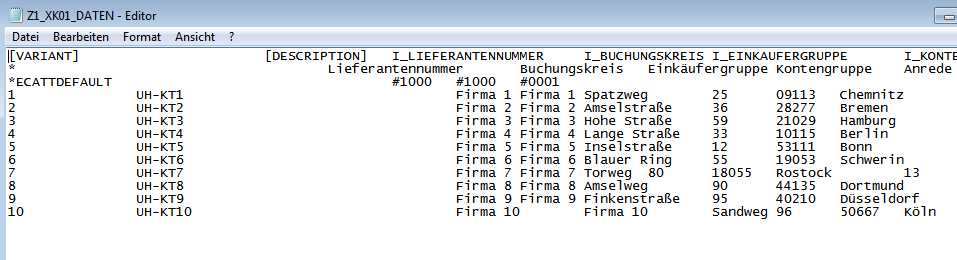 Z1_XK01_DATEN - Editor
Datei Bearbeiten Format Ansicht ?
[VARIANT] [DESCRIPTION] I_LIEFERANTENNUMMER I_BUCHUNGSKREIS I_EINKAUFERGRUPPE I_KONTE
* Lieferantennummer Buchungskreis Einkäufergruppe Kontengruppe Anrede
*ECATTDEFAULT #1000 #1000 #0001
1 UH-KT1 Firma 1 Firma 1 Spatzweg 25 09113 Chemnitz
2 UH-KT2 Firma 2 Firma 2 Amselstraße 36 28277 Bremen
3 UH-KT3 Firma 3 Firma 3 Hohe Straße 59 21029 Hamburg
4 UH-KT4 Firma 4 Firma 4 Lange Straße 33 10115 Berlin
5 UH-KT5 Firma 5 Firma 5 Inselstraße 12 53111 Bonn
6 UH-KT6 Firma 6 Firma 6 Blauer Ring 55 19053 Schwerin
7 UH-KT7 Firma 7 Firma 7 Torweg 80 18055 Rostock 13
8 UH-KT8 Firma 8 Firma 8 Amselweg 90 44135 Dortmund
9 UH-KT9 Firma 9 Firma 9 Finkenstraße 95 40210 Düsseldorf
10 UH-KT10 Firma 10 Firma 10 Sandweg 96 50667 Köln